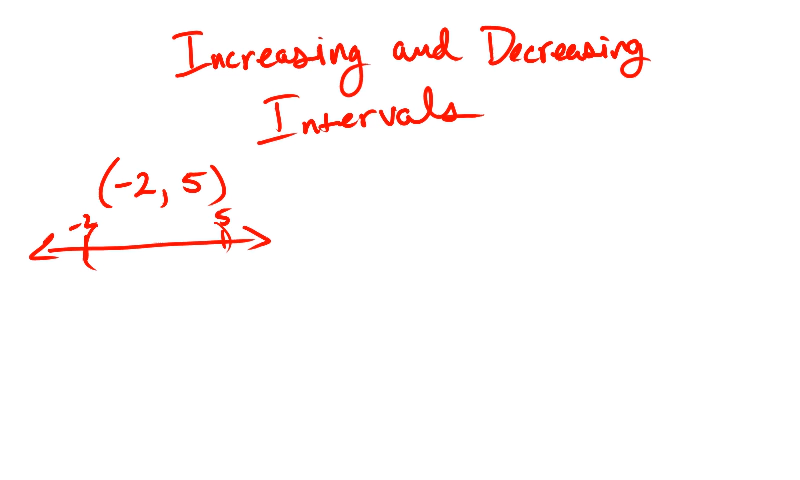 Increasing and Decreasing
Intervals
(-2, 5)
-2 5
( )